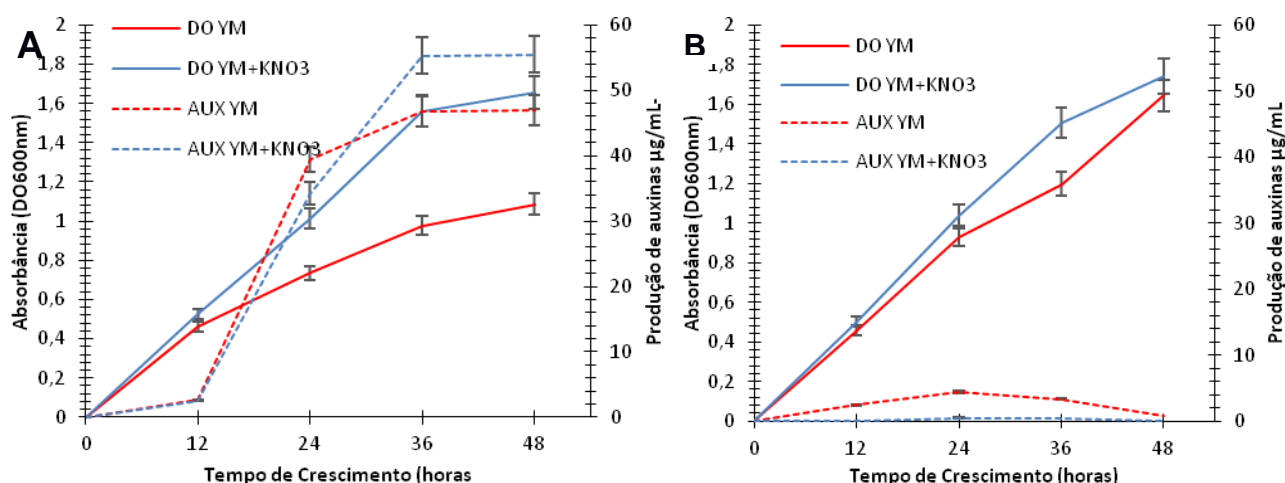 A
DO YM
DO YM+KNO3
AUX YM
AUX YM+KNO3
Absorbância (DO600nm)
2
1,8
1,6
1,4
1,2
1
0,8
0,6
0,4
0,2
0
60
50
40
30
20
10
0
Produção de auxinas µg/mL-
0 12 24 36 48
Tempo de Crescimento (horas
B
DO YM
DO YM+KNO3
AUX YM
AUX YM+KNO3
Absorbância (DO600nm)
2
1,8
1,6
1,4
1,2
1
0,8
0,6
0,4
0,2
0
60
50
40
30
20
10
0
Produção de auxinas µg/mL
0 12 24 36 48
Tempo de Crescimento (horas)